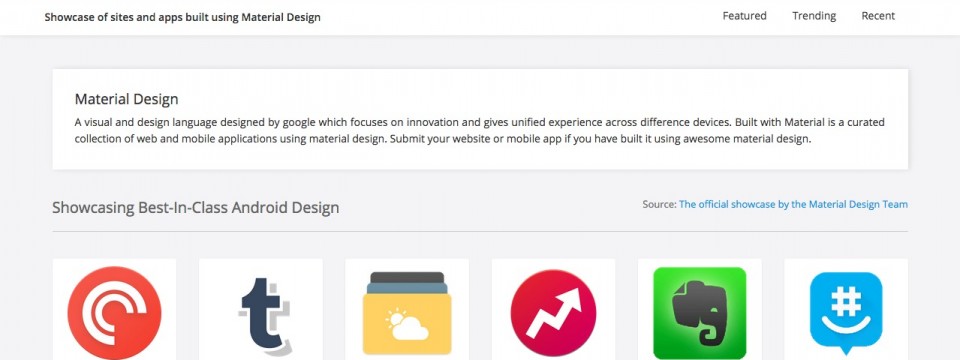 Showcase of sites and apps built using Material Design
Featured Trending Recent
Material Design
A visual and design language designed by google which focuses on innovation and gives unified experience across difference devices. Built with Material is a curated
collection of web and mobile applications using material design. Submit your website or mobile app if you have built it using awesome material design.
Showcasing Best-In-Class Android Design
Source: The official showcase by the Material Design Team
t
#